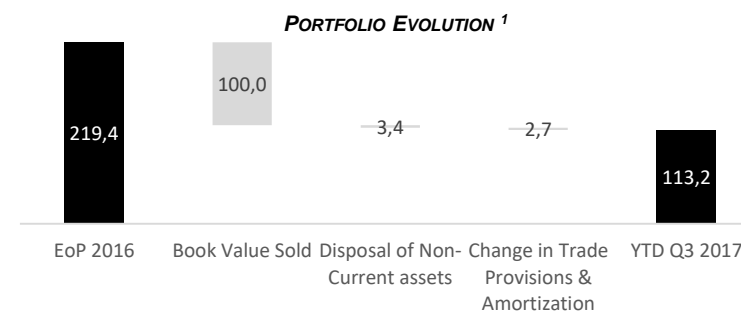 PORTFOLIO EVOLUTION 1
100,0
219,4
3,4
2,7
113,2
EoP 2016
Book Value Sold
Disposal of Non-
Current assets
Change in Trade
Provisions &
Amortization
YTD Q3 2017